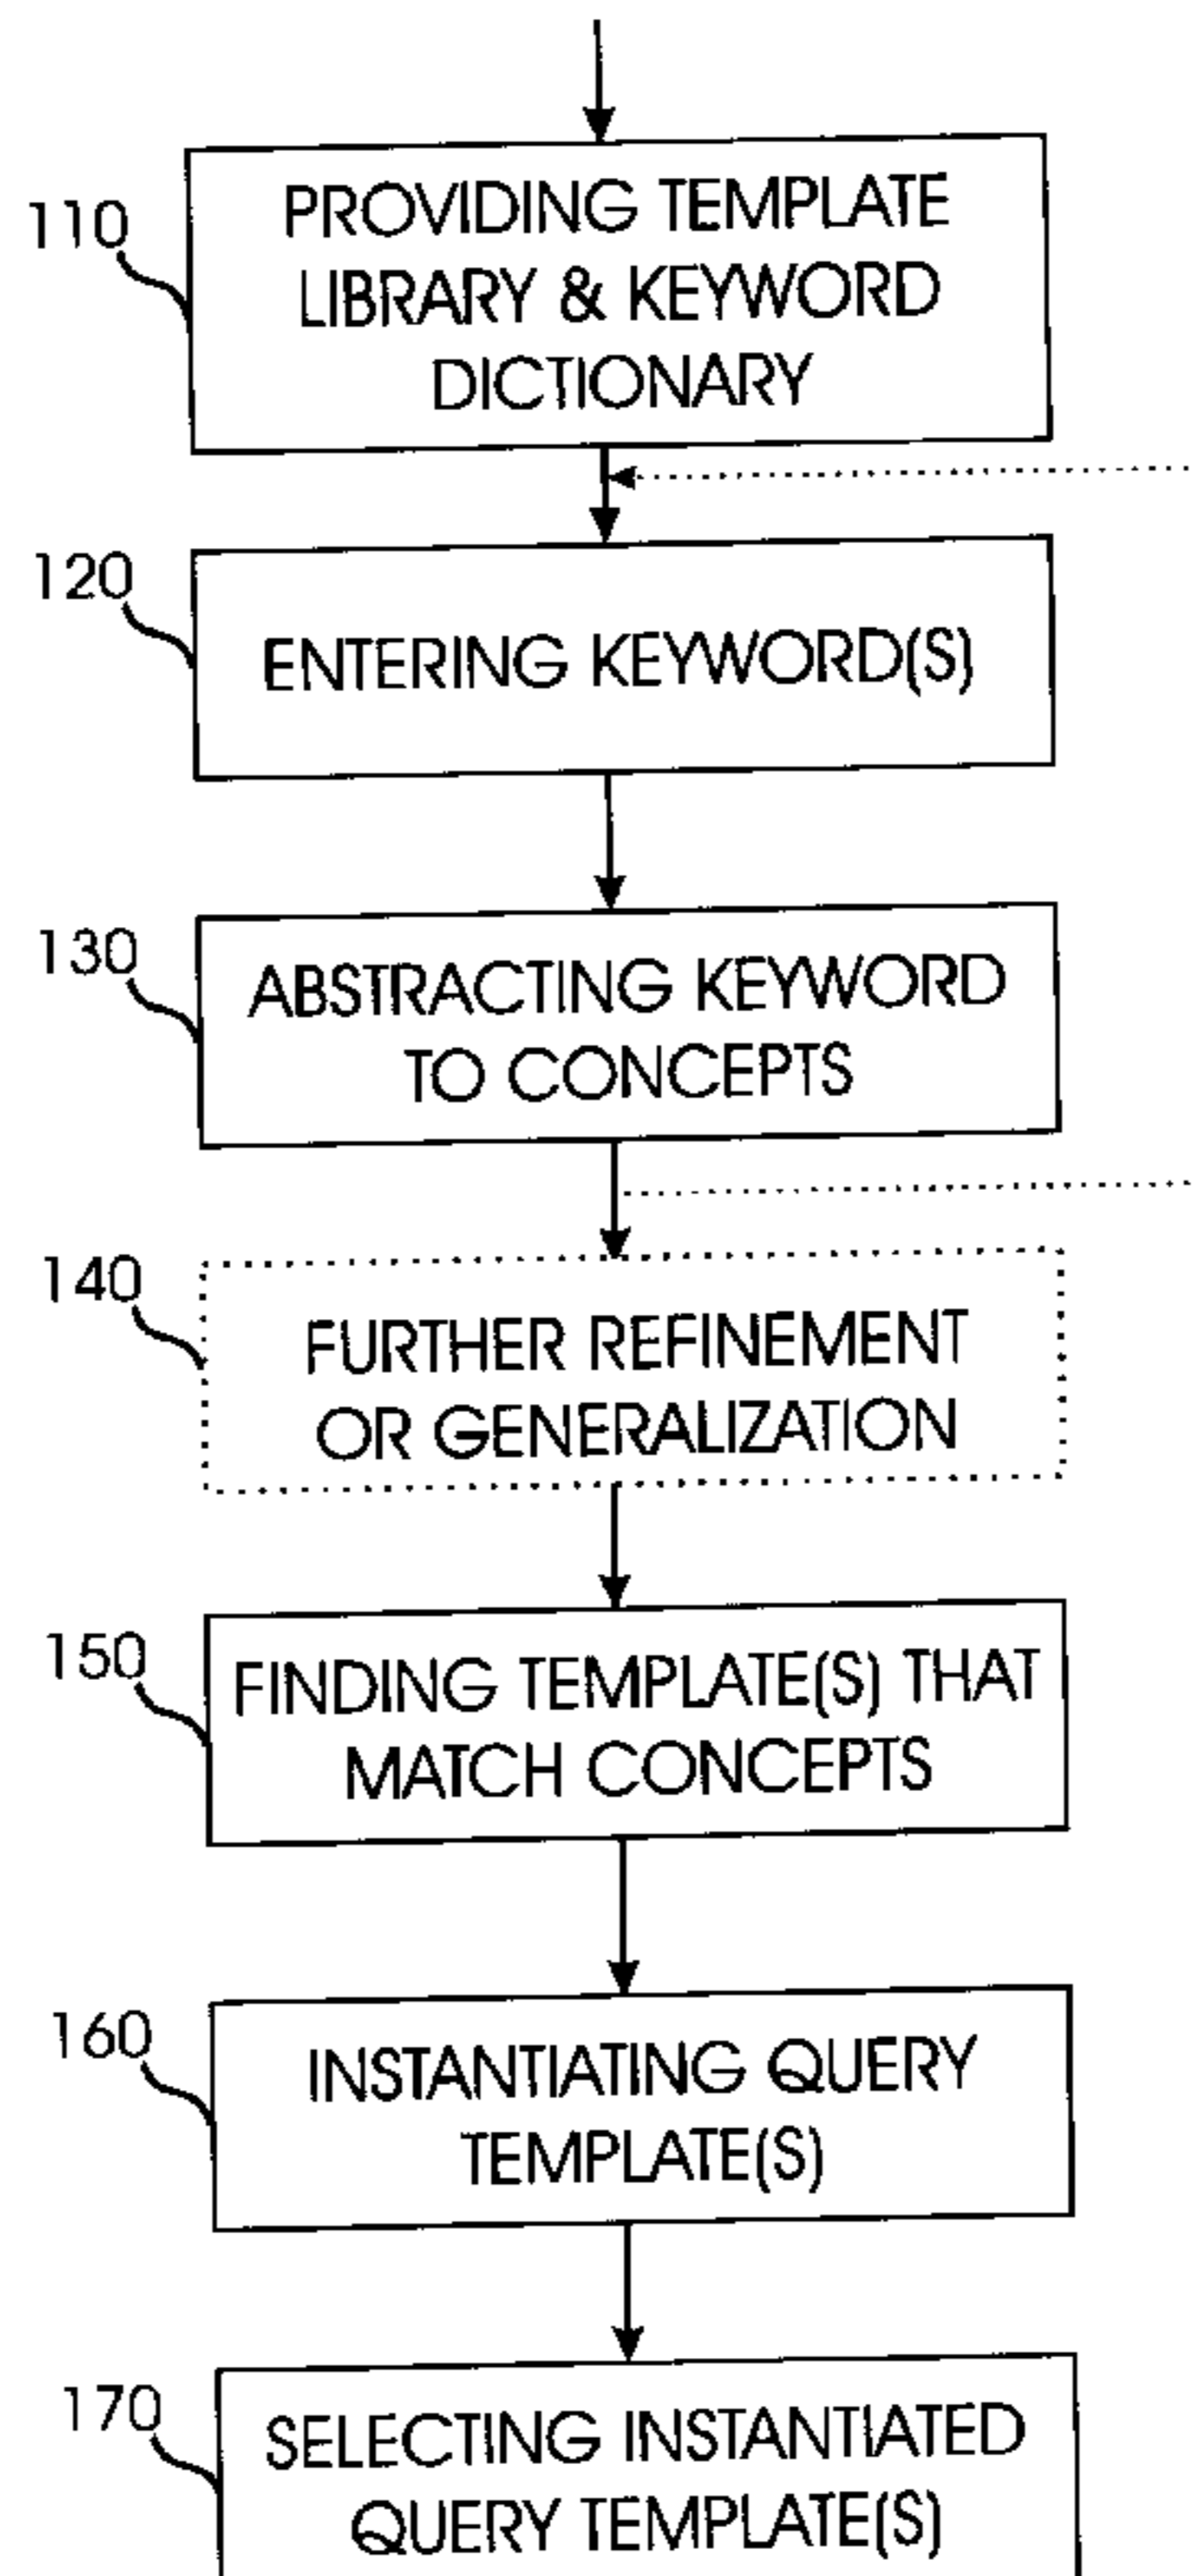 110
PROVIDING TEMPLATE
LIBRARY & KEYWORD
DICTIONARY
120
ENTERING KEYWORD(S)
130
ABSTRACTING KEYWORD
TO CONCEPTS
140
FURTHER REFINEMENT
OR GENERALIZATION
150
FINDING TEMPLATE(S) THAT
MATCH CONCEPTS
160
INSTANTIATING QUERY
TEMPLATE(S)
170
SELECTING INSTANTIATED
QUERY TEMPLATE(S)